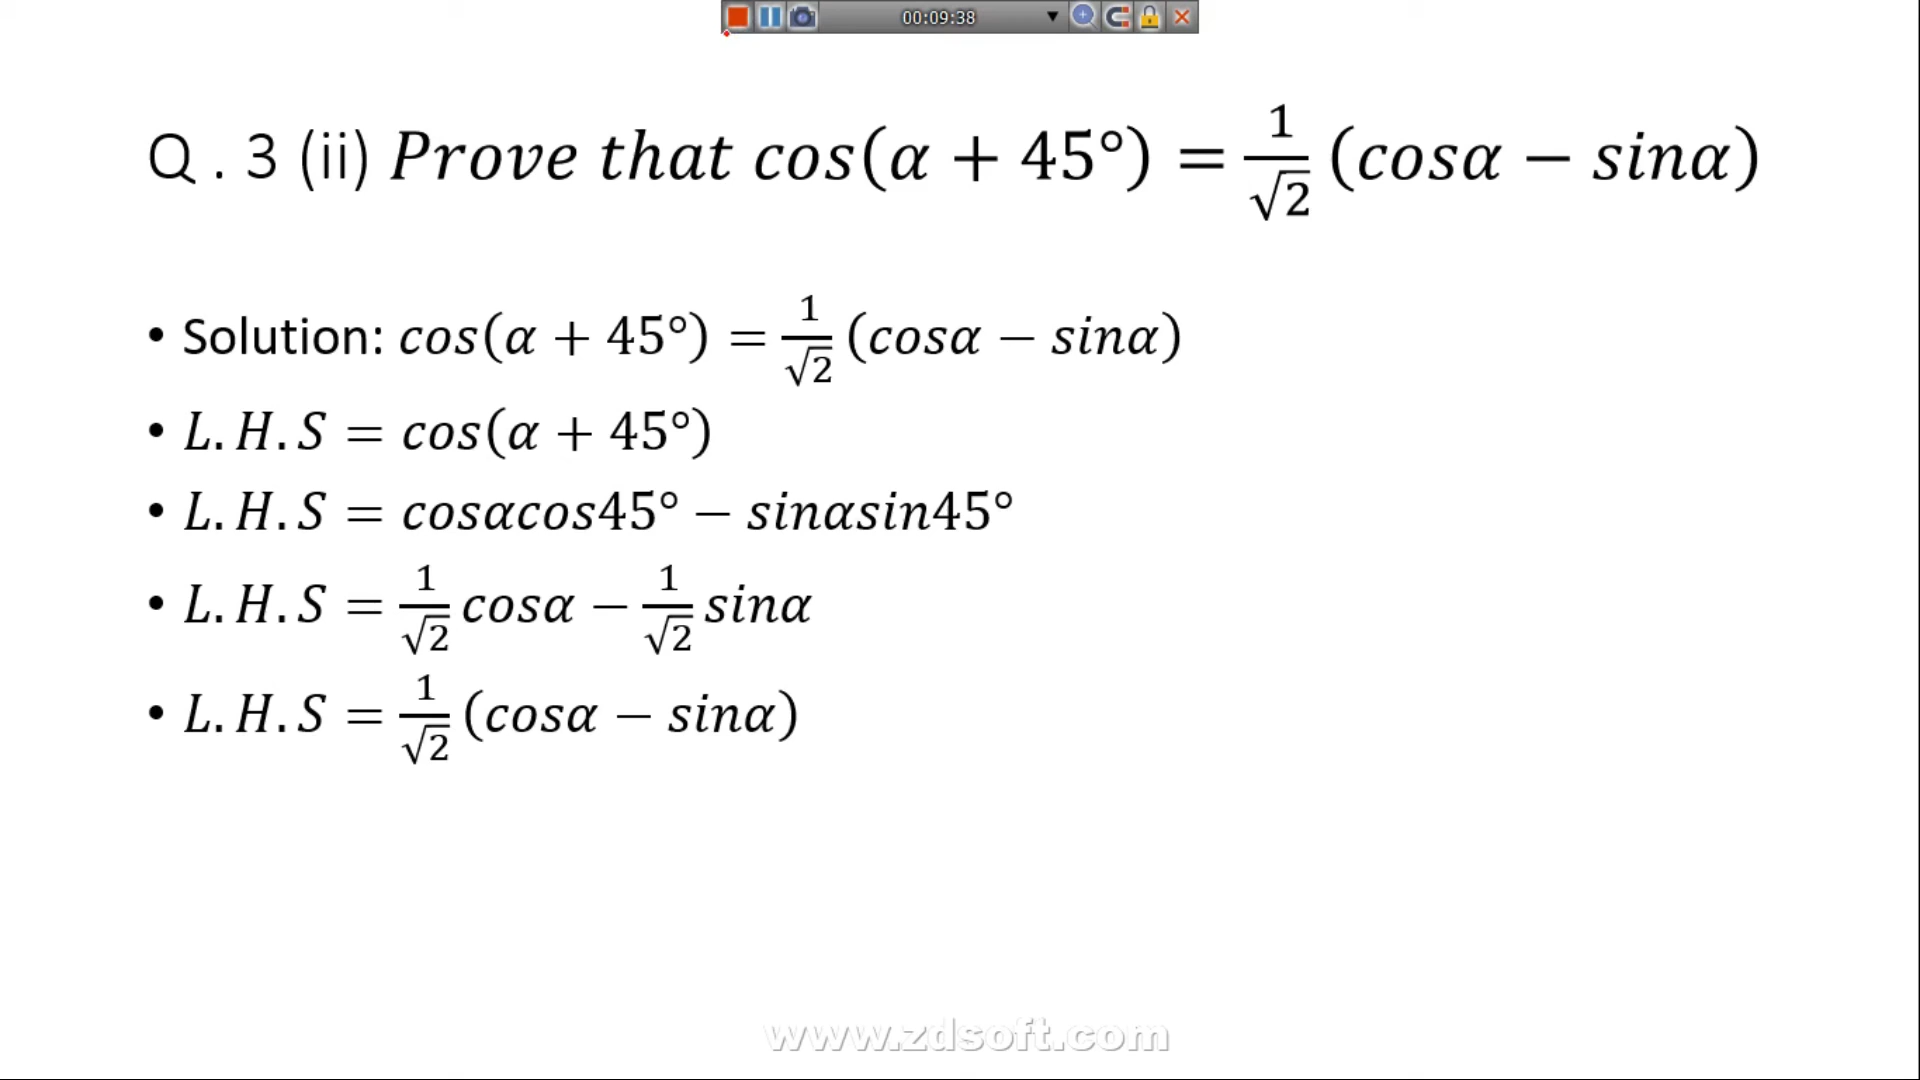 00:09:38
Q . 3 (ii) Prove that cos(α + 45°) = 1/√2 (cosα − sinα)
• Solution: cos(α + 45°) = 1/√2 (cosα − sinα)
• L.H.S = cos(α + 45°)
• L.H.S = cosαcos45° − sinαsin45°
• L.H.S = 1/√2 cosα − 1/√2 sinα
• L.H.S = 1/√2 (cosα − sinα)
www.zdsoft.com